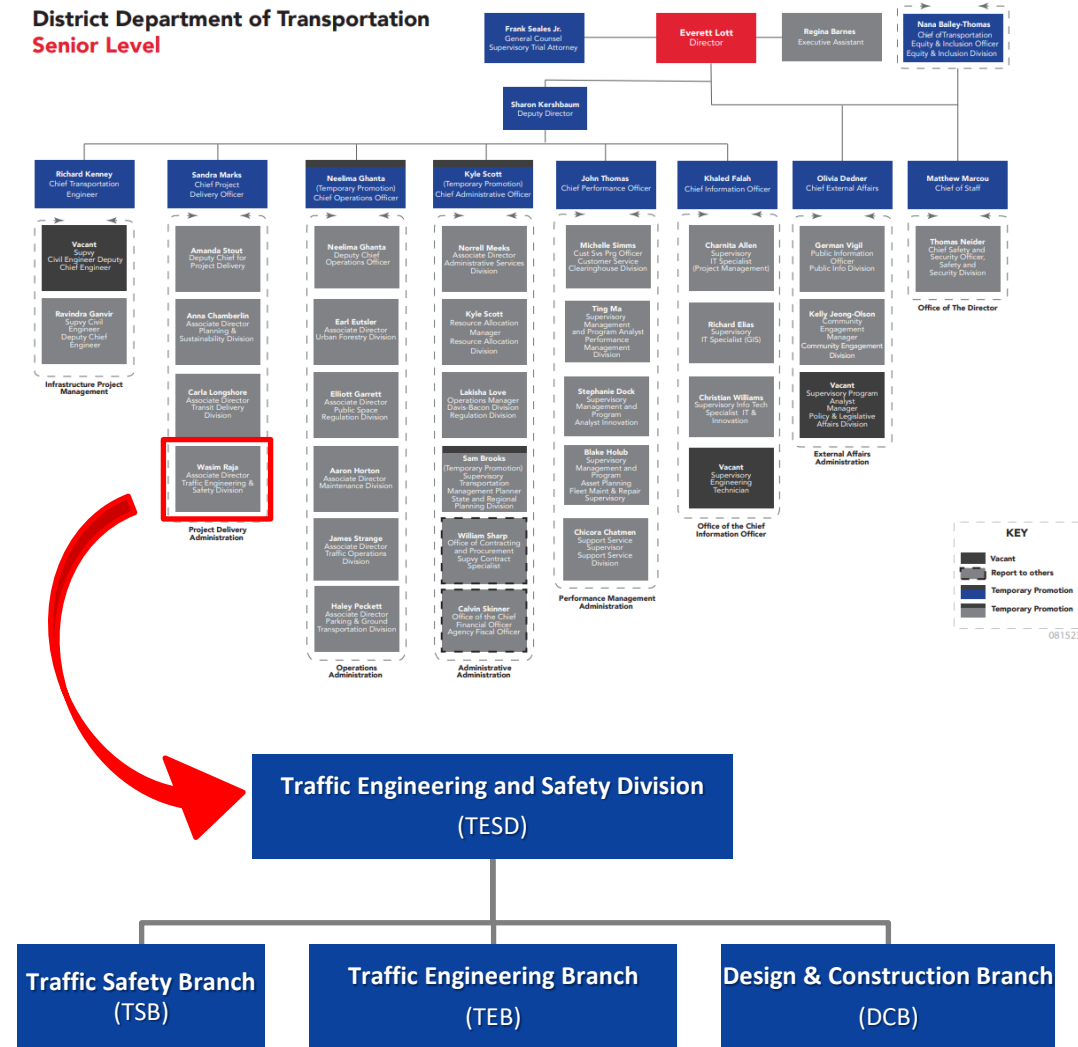 District Department of Transportation
Senior Level
Frank Seales Jr.
General Counsel
Supervisory Trial Attorney
Everett Lott
Director
Regina Barnes
Executive Assistant
Nana Bailey-Thomas
Chief ofTransportation
Equity & Inclusion Officer
Equity & Inclusion Division
Sharon Kershbaum
Deputy Director
Richard Kenney
Chief Transportation
Engineer
Sandra Marks
Chief Project
Delivery Officer
Neelima Ghanta
(Temporary Promotion)
Chief Operations Officer
Kyle Scott
(Temporary Promotion)
Chief Administrative Officer
John Thomas
Chief Performance Officer
Khaled Falah
Chief Information Officer
Olivia Dedner
Chief External Affairs
Matthew Marcou
Chief of Staff
Vacant
Supvy
Civil Engineer Deputy
Chief Engineer
Ravindra Ganvir
Supvy Civil
Engineer
Deputy Chief
Engineer
Infrastructure Project
Management
Amanda Stout
Deputy Chief for
Project Delivery
Anna Chamberlin
Associate Director
Planning &
Sustainability Division
Carla Longshore
Associate Director
Transit Delivery
Division
Wasim Raja
Associate Director
Traffic Engineering &
Safety Division
Project Delivery
Administration
Neelima Ghanta
Deputy Chief
Operations Officer
Earl Eutsler
Associate Director
Urban Forestry Division
Elliott Garrett
Associate Director
Public Space
Regulation Division
Aaron Horton
Associate Director
Maintenance Division
James Strange
Associate Director
Traffic Operations
Division
Haley Peckett
Associate Director
Parking & Ground
Transportation Division
Operations
Administration
Norrell Meeks
Associate Director
Administrative Services
Division
Kyle Scott
Resource Allocation
Manager
Resource Allocation
Division
Lakisha Love
Operations Manager
Davis-Bacon Division
Regulation Division
Sam Brooks
(Temporary Promotion)
Supervisory
Transportation
Management Planner
State and Regional
Planning Division
William Sharp
Office of Contracting
and Procurement
Supvy Contract
Specialist
Calvin Skinner
Office of the Chief
Financial Officer
Agency Fiscal Officer
Administrative
Administration
Michelle Simms
Cust Svs Prg Officer
Customer Service
Clearinghouse Division
Ting Ma
Supervisory
Management
and Program Analyst
Performance
Management
Division
Stephanie Dock
Supervisory
Management and
Program
Analyst Innovation
Blake Holub
Supervisory
Management and
Program
Asset Planning
Fleet Maint & Repair
Supervisory
Chicora Chatmen
Support Service
Supervisor
Support Service
Division
Performance Management
Administration
Charnita Allen
Supervisory
IT Specialist
(Project Management)
Richard Elias
Supervisory
IT Specialist (GIS)
Christian Williams
Supervisory Info Tech
Specialist  IT &
Innovation
Vacant
Supervisory
Engineering
Technician
Office of the Chief
Information Officer
German Vigil
Public Information
Officer
Public Info Division
Kelly Jeong-Olson
Community
Engagement
Manager
Community Engagement
Division
Vacant
Supervisory Program
Analyst
Manager
Policy & Legislative
Affairs Division
External Affairs
Administration
Thomas Neider
Chief Safety and
Security Officer,
Safety and
Security Division
Office of The Director
KEY
Vacant
Report to others
Temporary Promotion
Temporary Promotion
081523
Traffic Engineering and Safety Division
(TESD)
Traffic Safety Branch
(TSB)
Traffic Engineering Branch
(TEB)
Design & Construction Branch
(DCB)